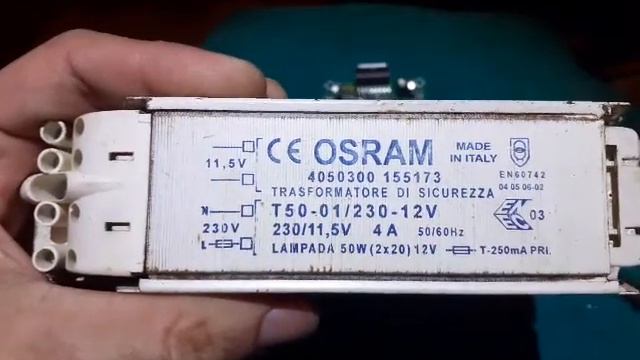 CE OSRAM MADE IN ITALY
11,5V
4050300 155173 EN60742
TRASFORMATORE DI SICUREZZA 04 05 06-02
N T50-01/230-12V 03
230V 230/11,5V 4A 50/60Hz
L LAMPADA 50W (2x20) 12V T-250mA PRI.